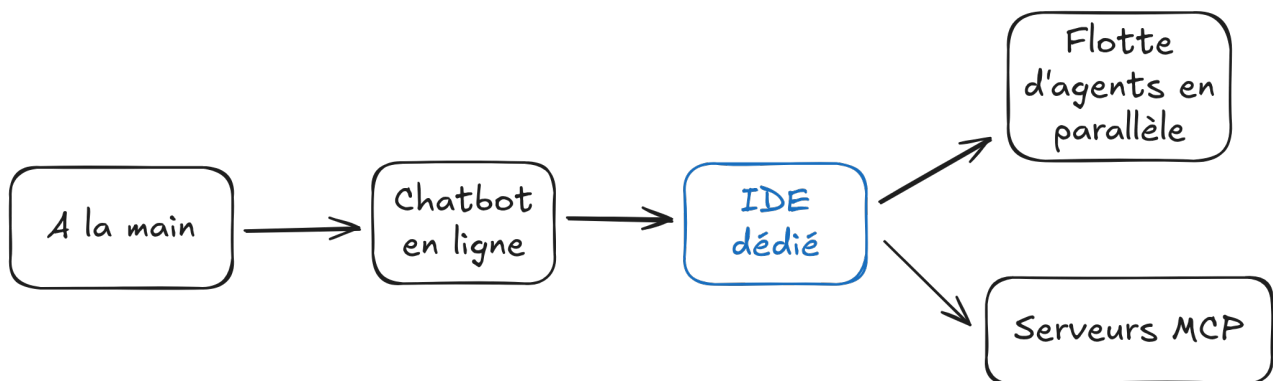 A la main
Chatbot
en ligne
IDE
dédié
Flotte
d'agents en
parallèle
Serveurs MCP